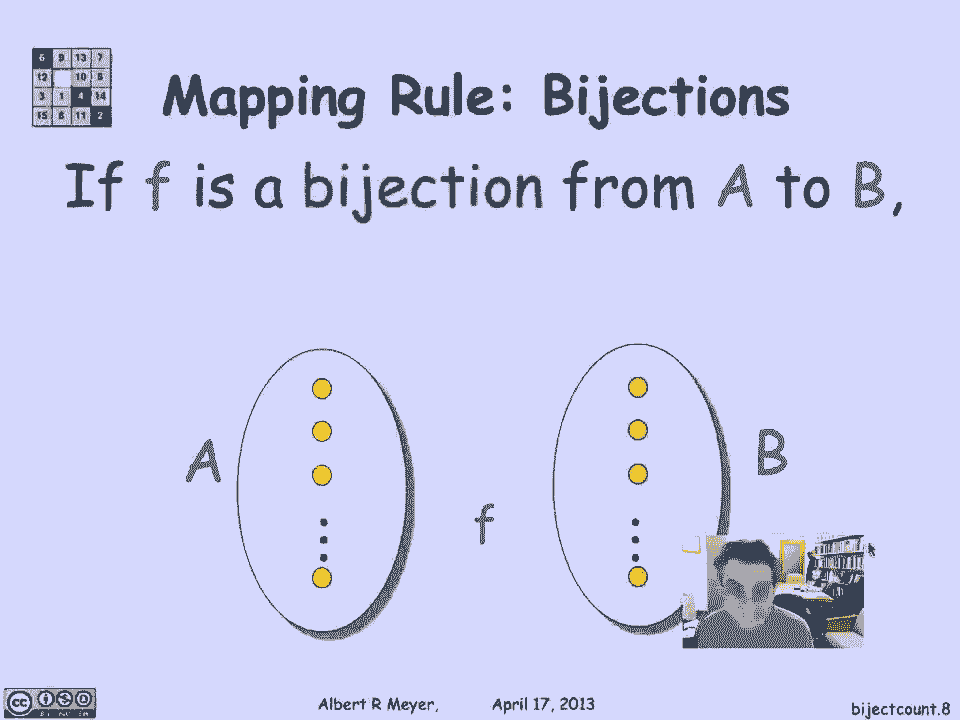 6 9 13 7
12 10 5
3 1 4 14
15 8 11 2
Mapping Rule: Bijections
If f is a bijection from A to B,
A
B
f
cc
Albert R Meyer, April 17, 2013
bijectcount.8